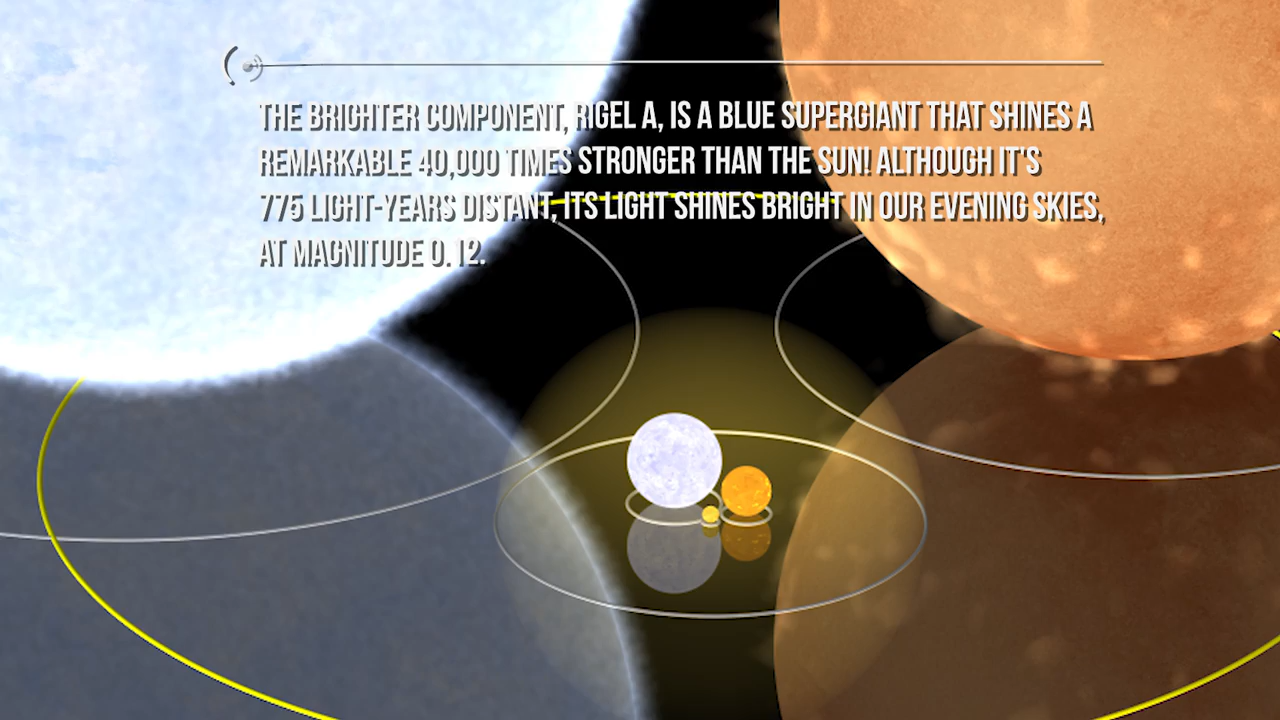 THE BRIGHTER COMPONENT, RIGEL A, IS A BLUE SUPERGIANT THAT SHINES A
REMARKABLE 40,000 TIMES STRONGER THAN THE SUN! ALTHOUGH IT'S
775 LIGHT-YEARS DISTANT, ITS LIGHT SHINES BRIGHT IN OUR EVENING SKIES,
AT MAGNITUDE 0.12.